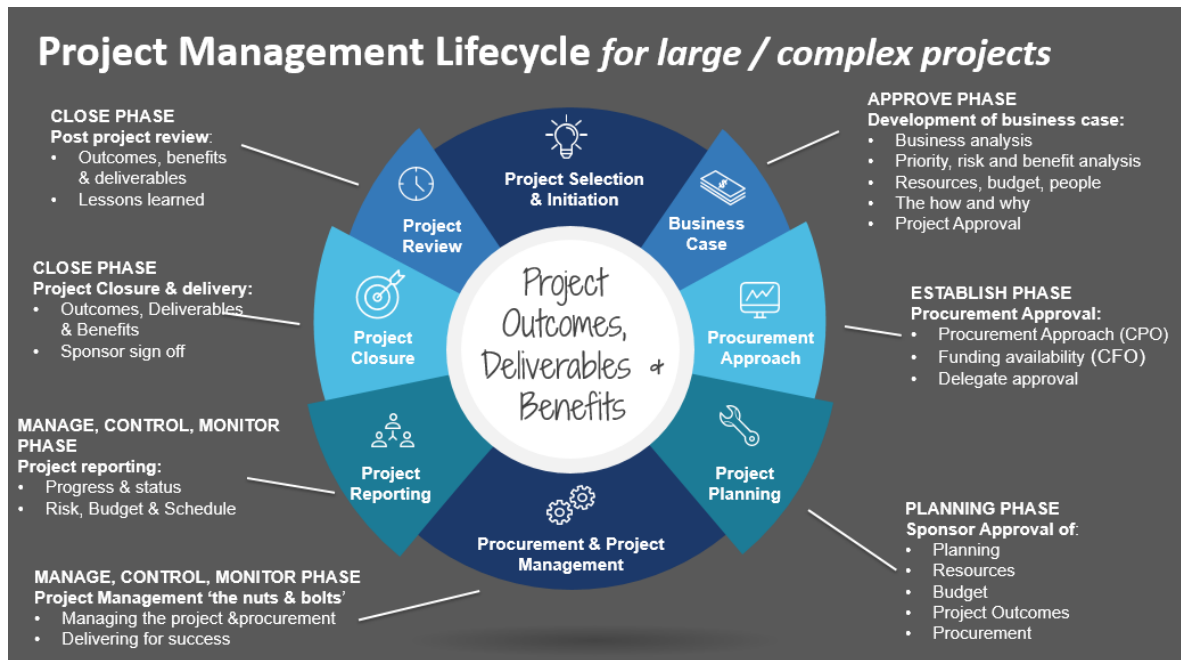 Project Management Lifecycle for large / complex projects
CLOSE PHASE
Post project review:
• Outcomes, benefits
& deliverables
• Lessons learned
CLOSE PHASE
Project Closure & delivery:
• Outcomes, Deliverables
& Benefits
• Sponsor sign off
MANAGE, CONTROL, MONITOR
PHASE
Project reporting:
• Progress & status
• Risk, Budget & Schedule
MANAGE, CONTROL, MONITOR PHASE
Project Management ‘the nuts & bolts’
• Managing the project &procurement
• Delivering for success
Project Selection
& Initiation
$
Business
Case
Procurement
Approach
Project
Planning
Procurement & Project
Management
Project
Reporting
Project
Closure
Project
Review
Project
Outcomes,
Deliverables &
Benefits
APPROVE PHASE
Development of business case:
• Business analysis
• Priority, risk and benefit analysis
• Resources, budget, people
• The how and why
• Project Approval
ESTABLISH PHASE
Procurement Approval:
• Procurement Approach (CPO)
• Funding availability (CFO)
• Delegate approval
PLANNING PHASE
Sponsor Approval of:
• Planning
• Resources
• Budget
• Project Outcomes
• Procurement